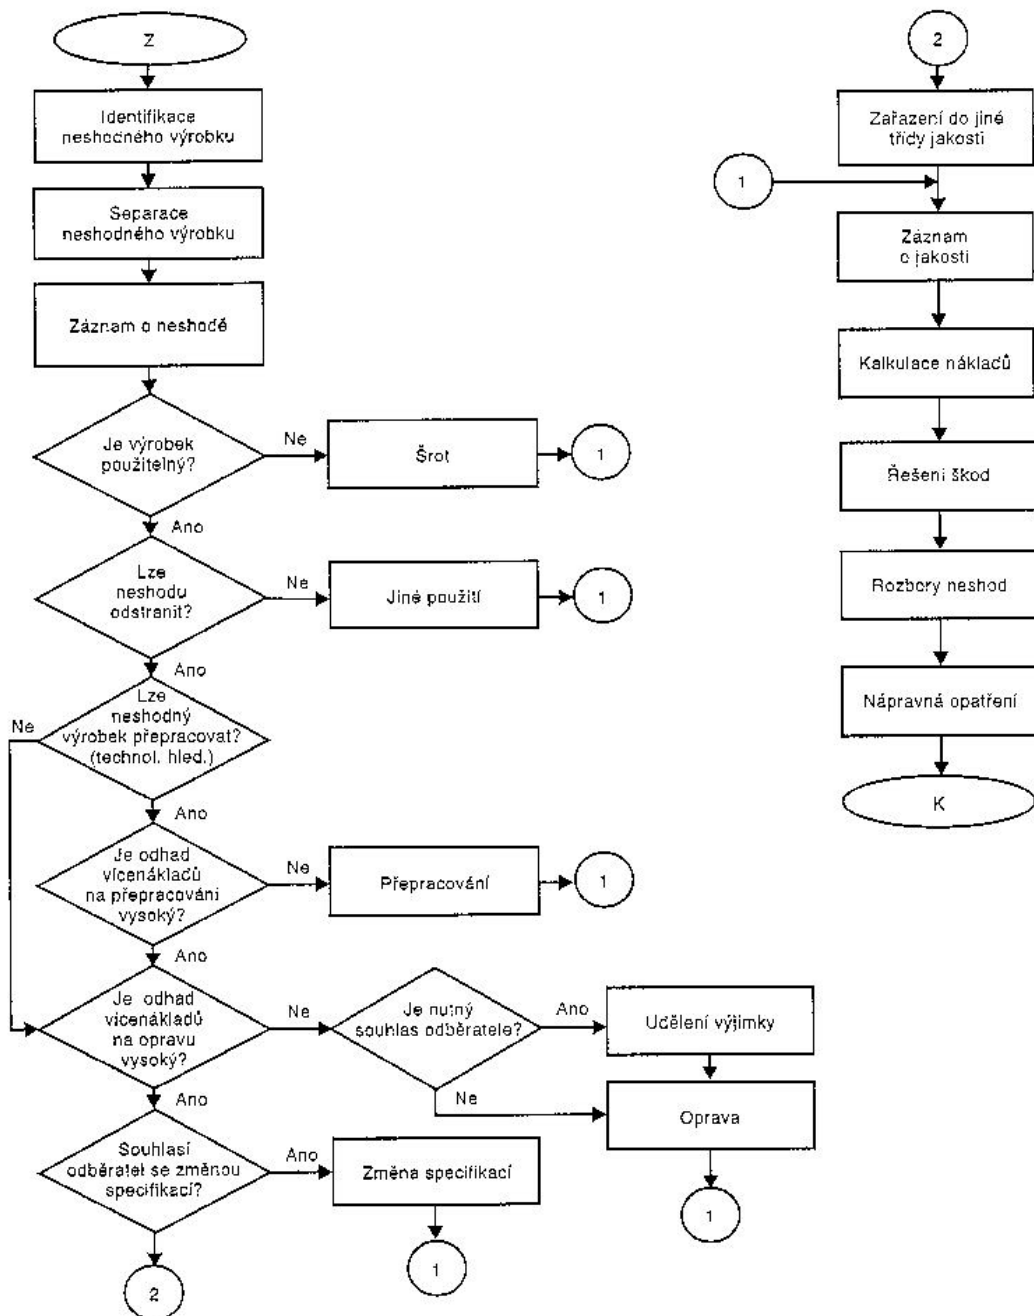 Z
Identifikace
neshodného výrobku
Separace
neshodného výrobku
Záznam o neshodě
Je výrobek
použitelný?
Ne
Šrot
1
Ano
Lze
neshodu
odstranit?
Ne
Jiné použití
1
Ano
Lze
neshodný
výrobek přepracovat?
(technol. hled.)
Ne
Ano
Je odhad
vícenákladů
na přepracování
vysoký?
Ne
Přepracování
1
Ano
Je odhad
vícenákladů
na opravu
vysoký?
Ne
Je nutný
souhlas odběratele?
Ano
Udělení výjimky
Ne
Oprava
1
Ano
Souhlasí
odběratel se změnou
specifikací?
Ano
Změna specifikací
1
2
2
Zařazení do jiné
třídy jakosti
1
Záznam
o jakosti
Kalkulace nákladů
Řešení škod
Rozbory neshod
Nápravná opatření
K